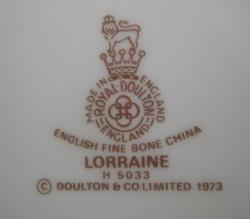 MADE IN ENGLAND
ROYAL DOULTON
ENGLAND
ENGLISH FINE BONE CHINA
LORRAINE
H 5033
© DOULTON & CO LIMITED 1973